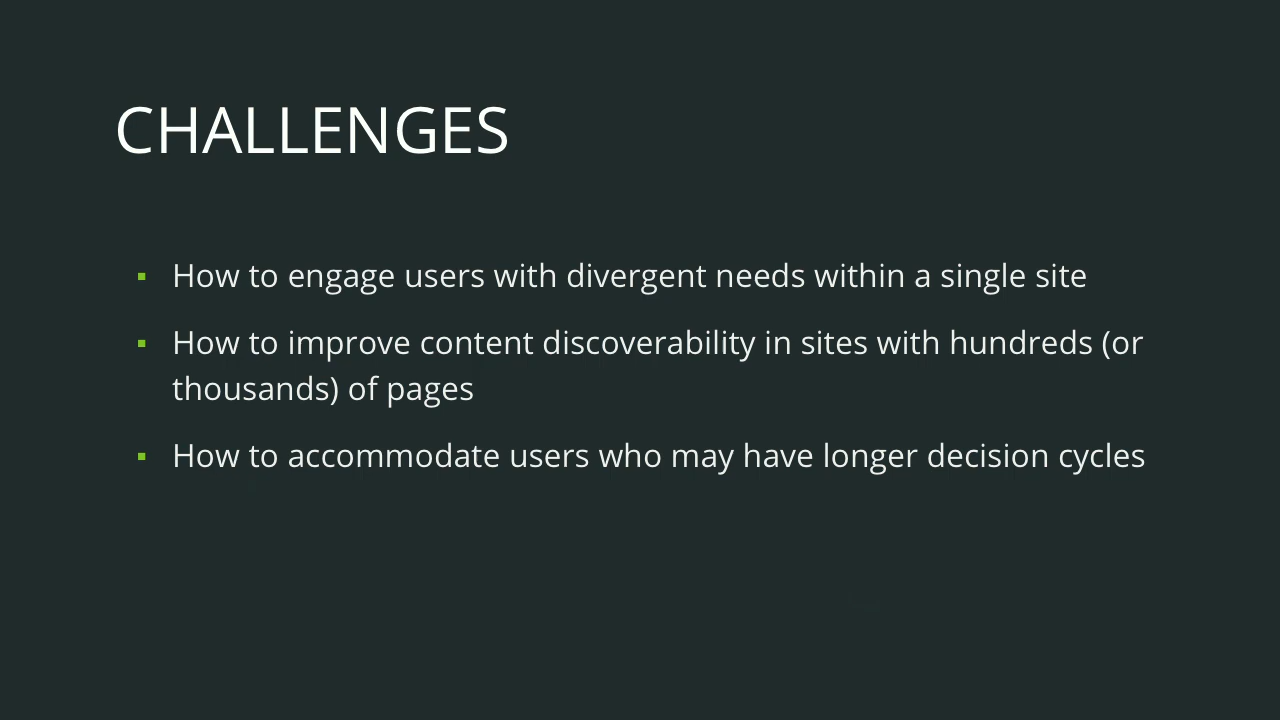 CHALLENGES
▪ How to engage users with divergent needs within a single site
▪ How to improve content discoverability in sites with hundreds (or
thousands) of pages
▪ How to accommodate users who may have longer decision cycles